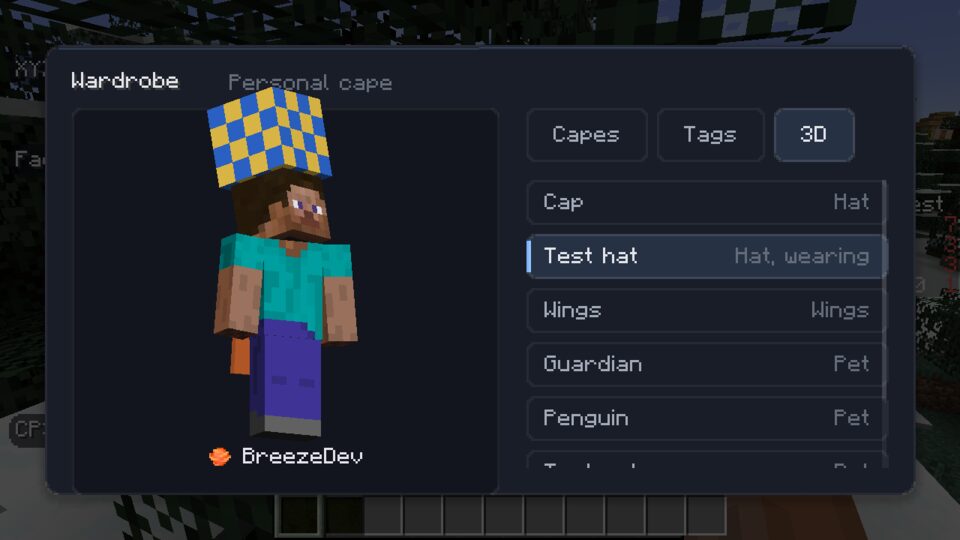 Wardrobe
Personal cape
Capes
Tags
3D
Cap
Hat
Test hat
Hat, wearing
Wings
Wings
Guardian
Pet
Penguin
Pet
BreezeDev